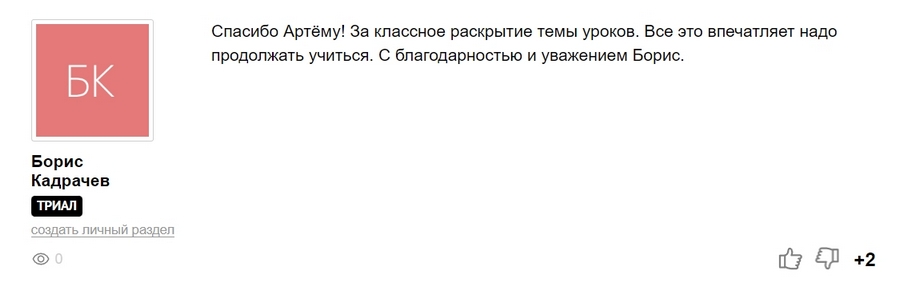 БК
Спасибо Артёму! За классное раскрытие темы уроков. Все это впечатляет надо
продолжать учиться. С благодарностью и уважением Борис.
Борис
Кадрачев
ТРИАЛ
создать личный раздел
0
+2